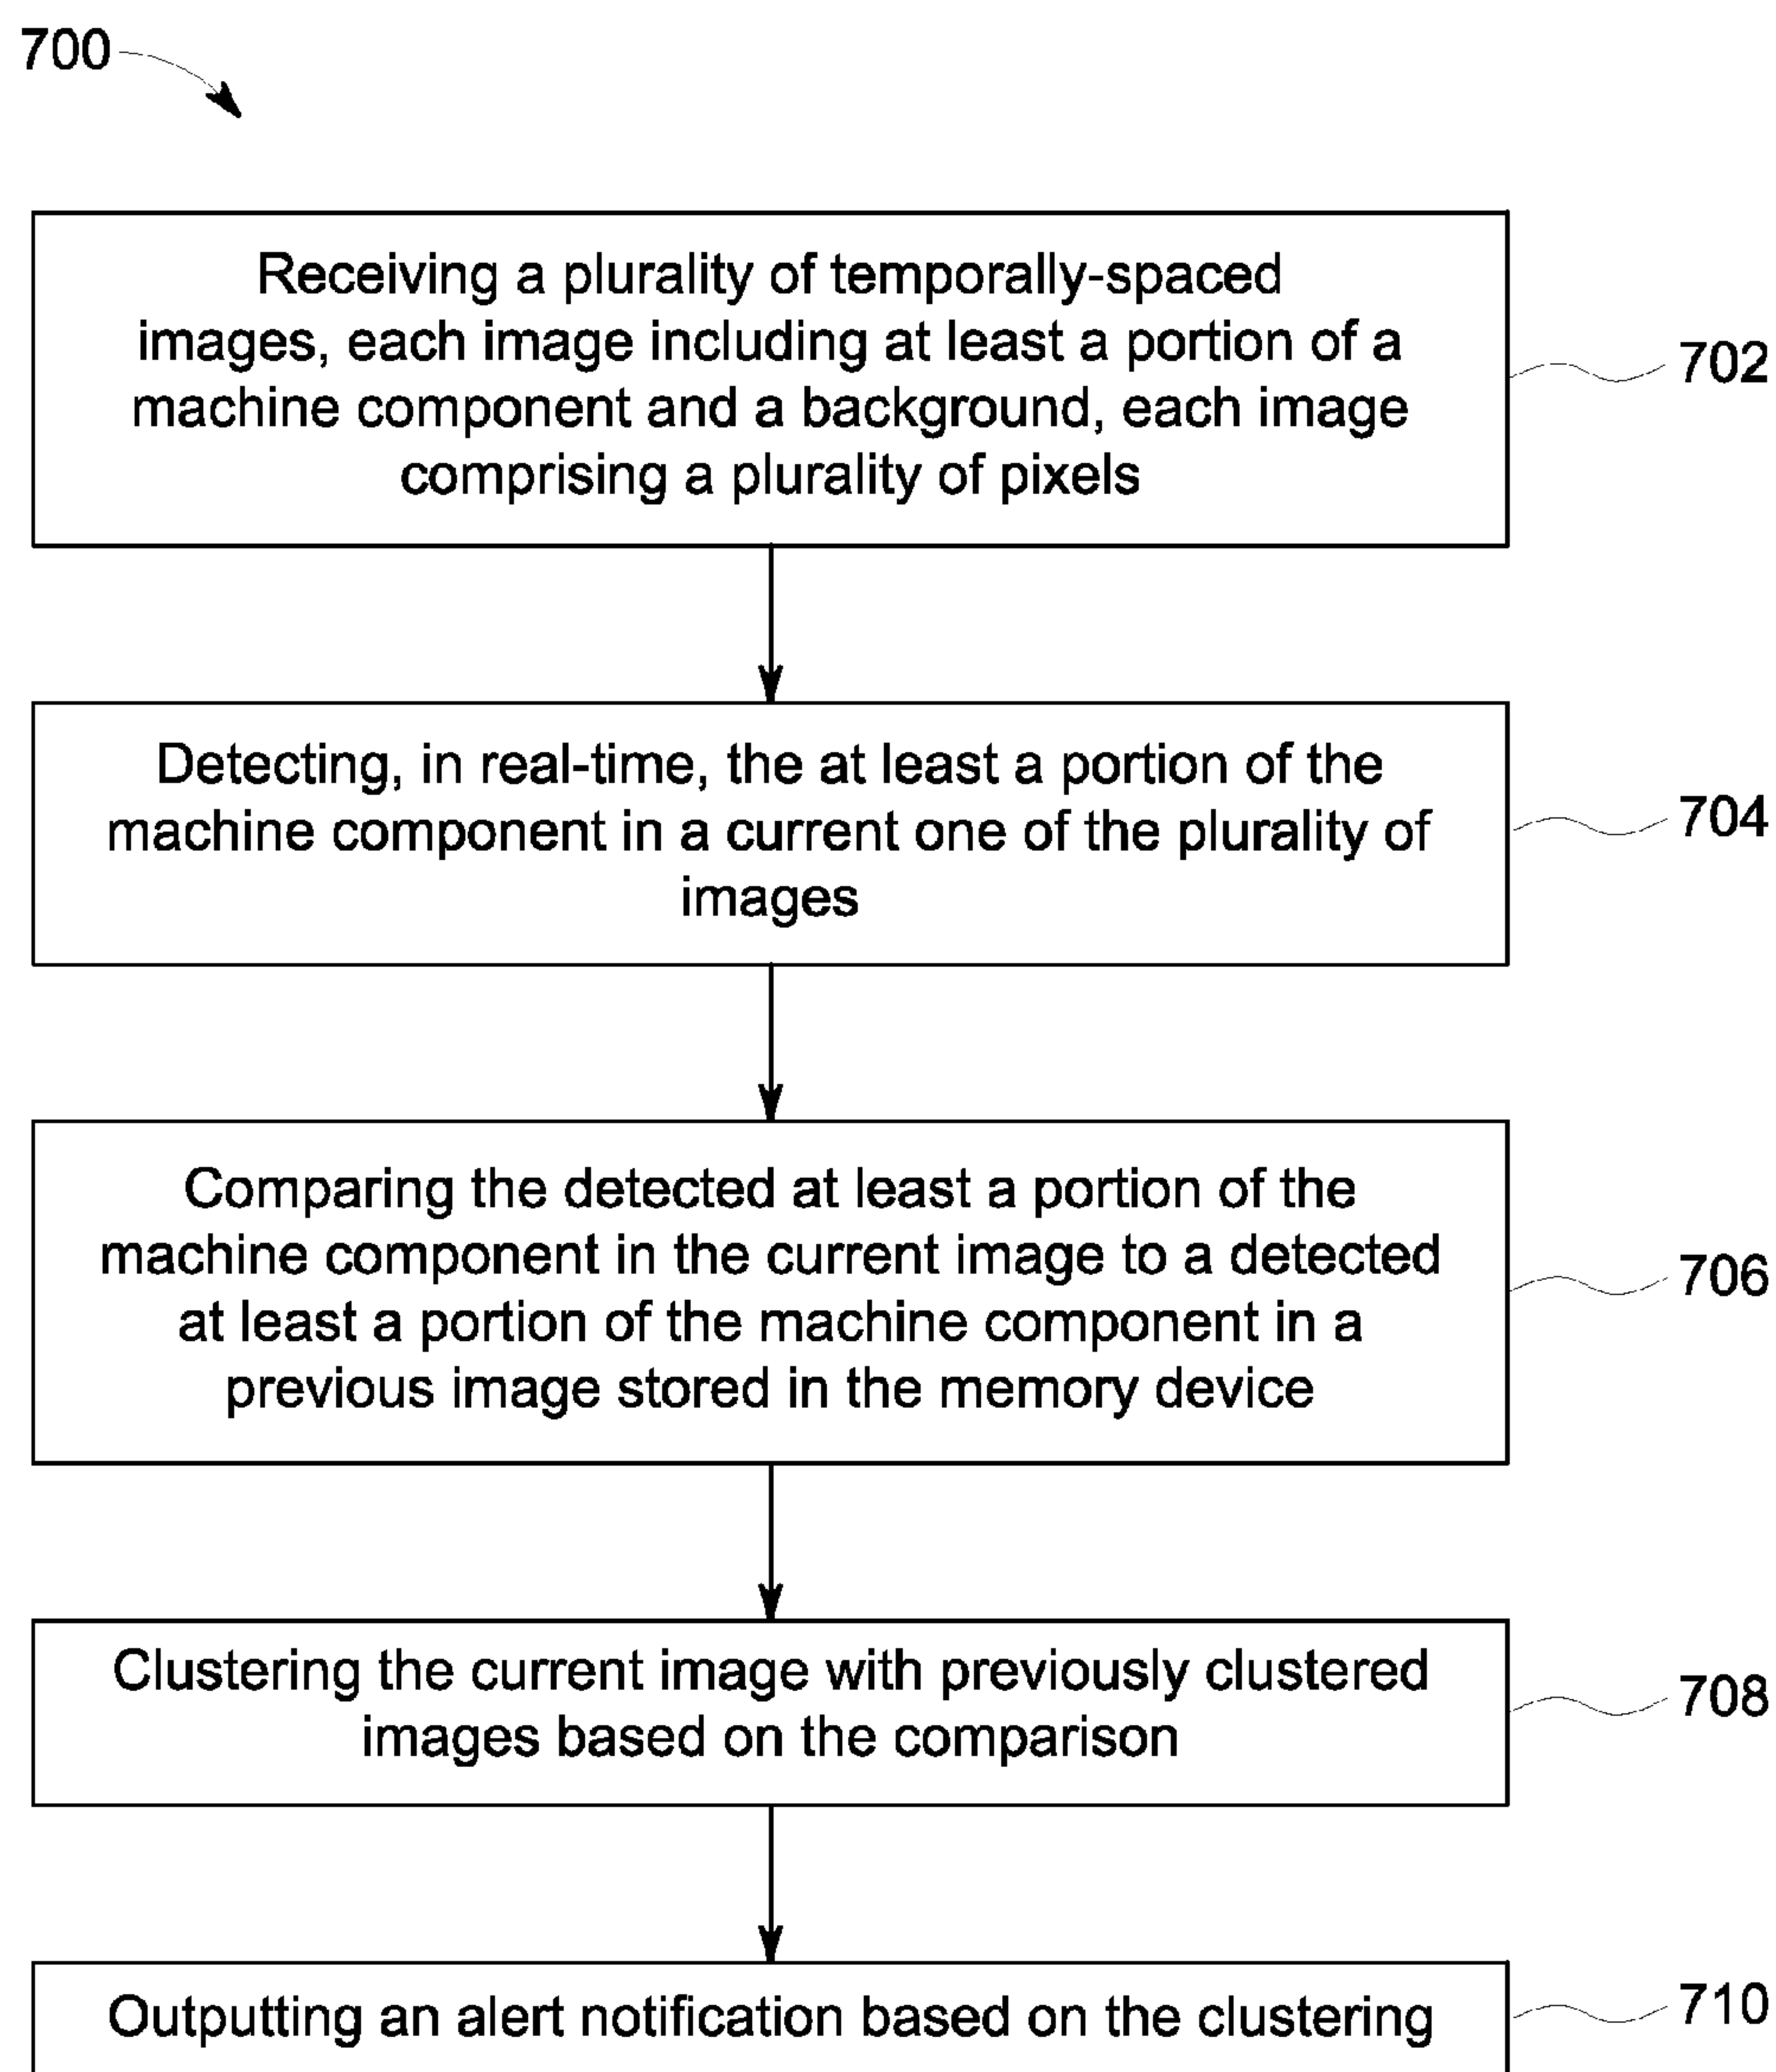 700
Receiving a plurality of temporally-spaced
images, each image including at least a portion of a
machine component and a background, each image
comprising a plurality of pixels
702
Detecting, in real-time, the at least a portion of the
machine component in a current one of the plurality of
images
704
Comparing the detected at least a portion of the
machine component in the current image to a detected
at least a portion of the machine component in a
previous image stored in the memory device
706
Clustering the current image with previously clustered
images based on the comparison
708
Outputting an alert notification based on the clustering
710